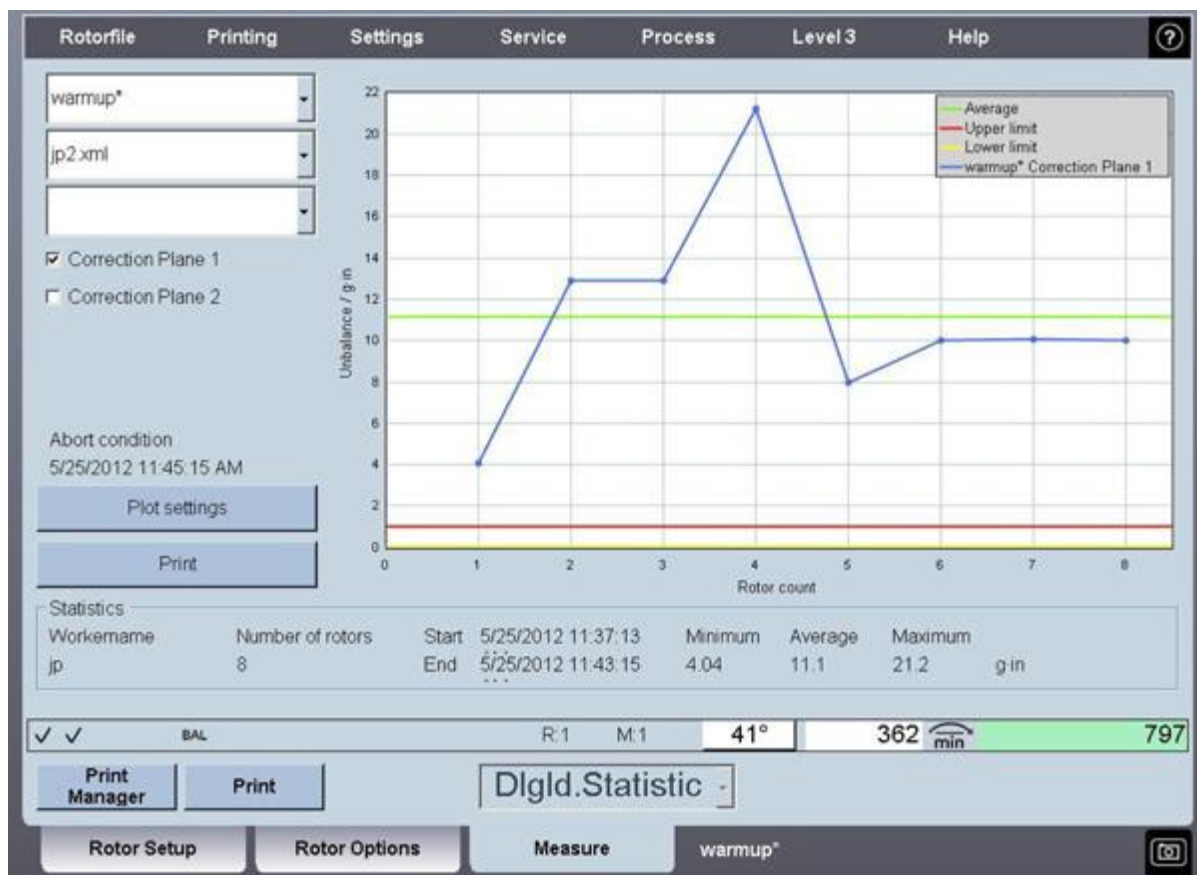 Rotorfile Printing Settings Service Process Level 3 Help ?
warmup*
jp2.xml
Correction Plane 1
Correction Plane 2
Abort condition
5/25/2012 11:45:15 AM
Plot settings
Print
22
20
18
16
14
12
10
8
6
4
2
0
Unbalance / g·in
0 1 2 3 4 5 6 7 8
Rotor count
Average
Upper limit
Lower limit
warmup* Correction Plane 1
Statistics
Workername Number of rotors Start 5/25/2012 11:37:13 Minimum Average Maximum
jp 8 End 5/25/2012 11:43:15 4.04 11.1 21.2 g·in
BAL R:1 M:1 41° 362 min 797
Print
Manager
Print
DlgId.Statistic
Rotor Setup Rotor Options Measure warmup*